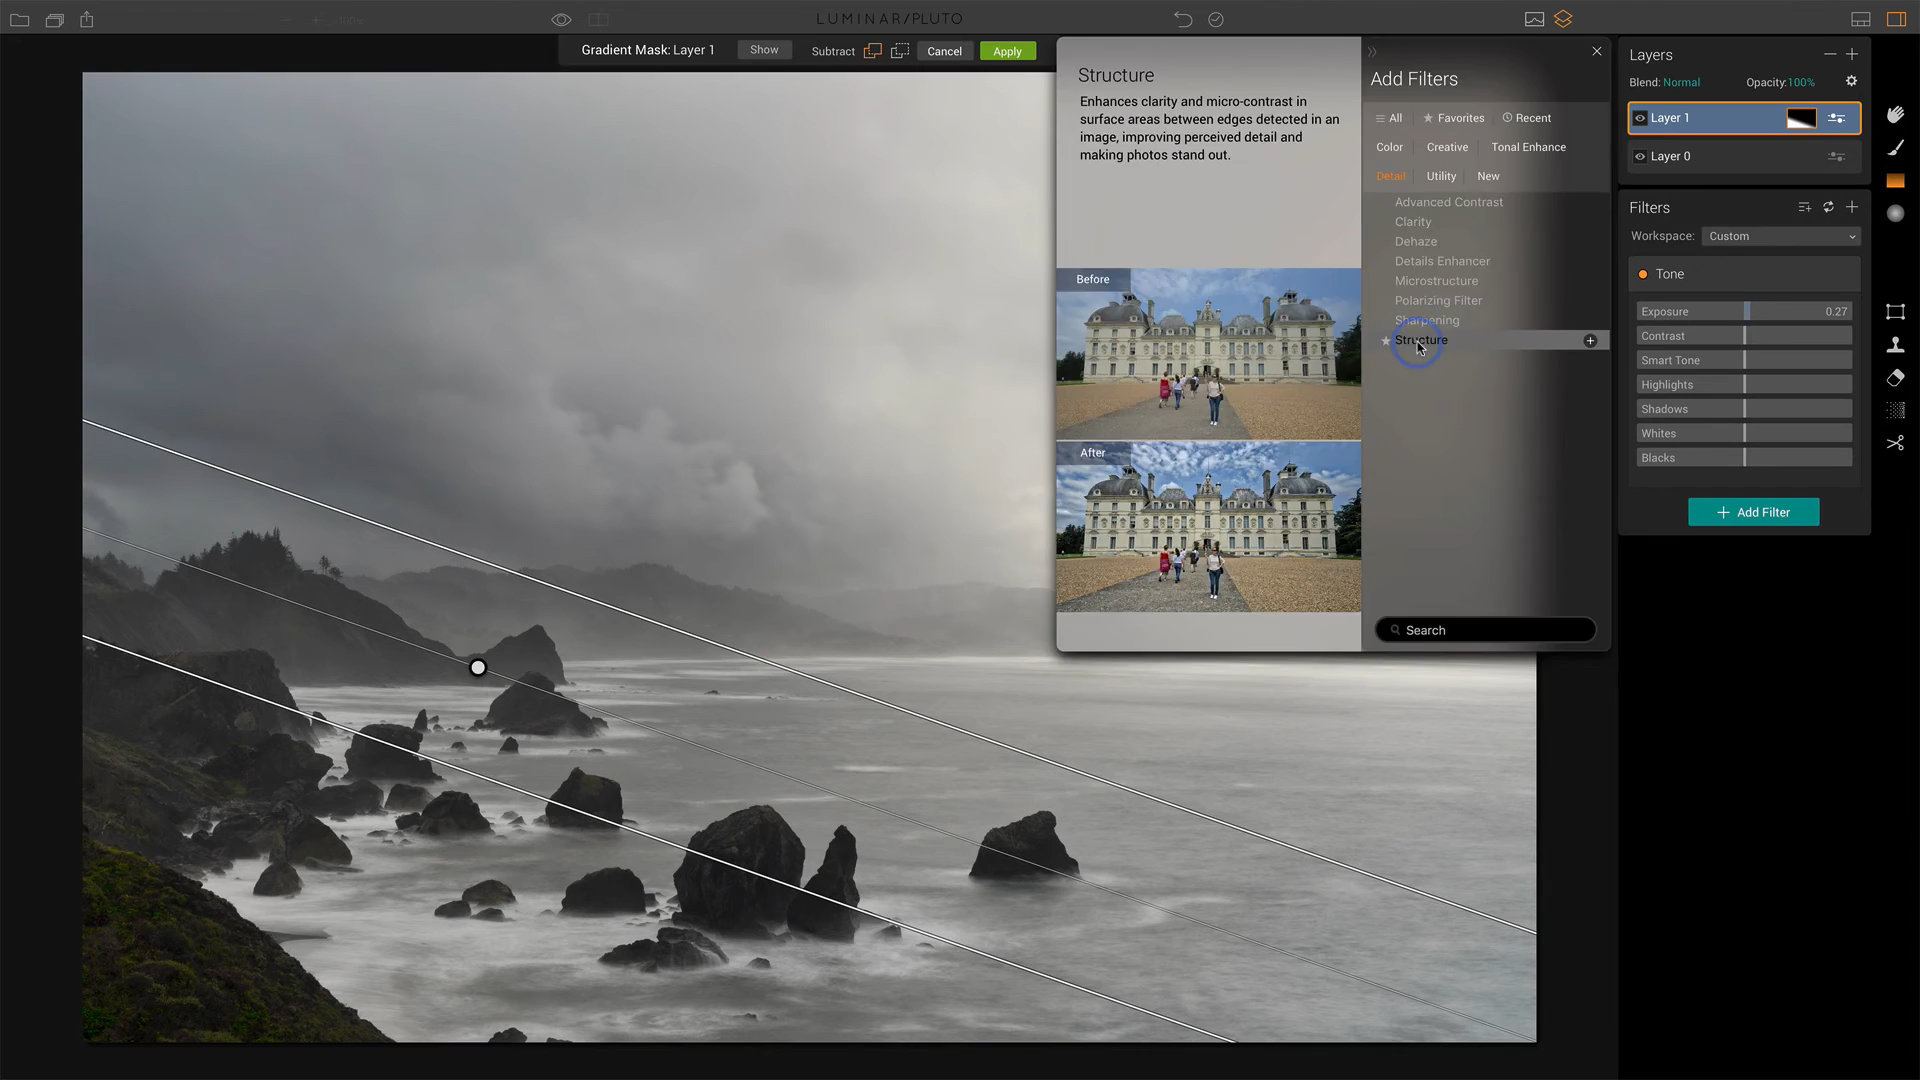 LUMINAR/PLUTO
Gradient Mask: Layer 1
Show
Subtract
Cancel
Apply
Structure
Enhances clarity and micro-contrast in
surface areas between edges detected in an
image, improving perceived detail and
making photos stand out.
Before
After
Add Filters
All
Favorites
Recent
Color
Creative
Tonal Enhance
Detail
Utility
New
Advanced Contrast
Clarity
Dehaze
Details Enhancer
Microstructure
Polarizing Filter
Sharpening
Structure
Search
Layers
Blend: Normal
Opacity:100%
Layer 1
Layer 0
Filters
Workspace:
Custom
Tone
Exposure
0.27
Contrast
Smart Tone
Highlights
Shadows
Whites
Blacks
Add Filter